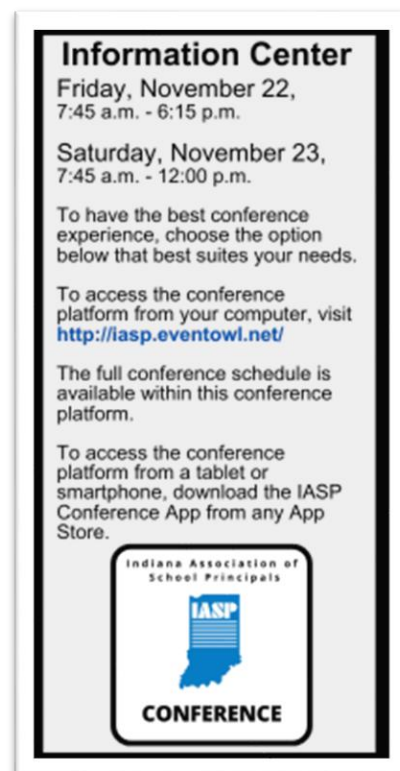 Information Center
Friday, November 22,
7:45 a.m. - 6:15 p.m.
Saturday, November 23,
7:45 a.m. - 12:00 p.m.
To have the best conference
experience, choose the option
below that best suites your needs.
To access the conference
platform from your computer, visit
http://iasp.eventowl.net/
The full conference schedule is
available within this conference
platform.
To access the conference
platform from a tablet or
smartphone, download the IASP
Conference App from any App
Store.
Indiana Association of
School Principals
IASP
CONFERENCE